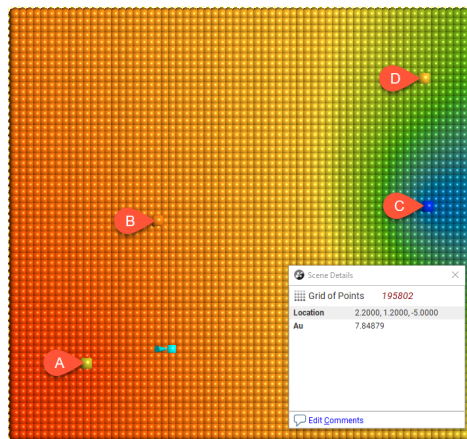 D
C
B
A
Scene Details
Grid of Points 195802
Location 2.2000, 1.2000, -5.0000
Au 7.84879
Edit Comments